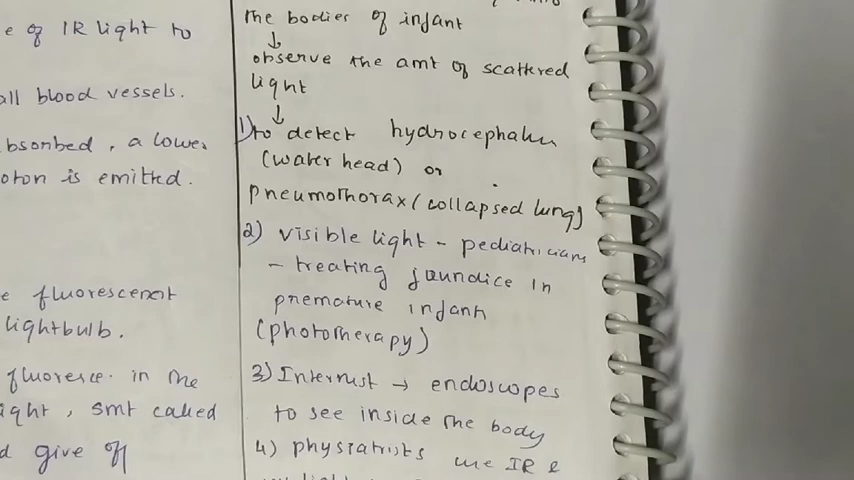 e of IR light to
all blood vessels.
bsorbed, a lower
oton is emitted.
e fluorescent
lightbulb.
fluoresce. in the
ight, smt called
d give off
the bodies of infant
↓
observe the amt of scattered
light
↓
1) to detect hydrocephalus
(water head) or
pneumothorax (collapsed lung)
2) visible light - pediatricians
- treating jaundice in
premature infants
(phototherapy)
3) Internist → endoscopes
to see inside the body
4) physiatrists use IR &